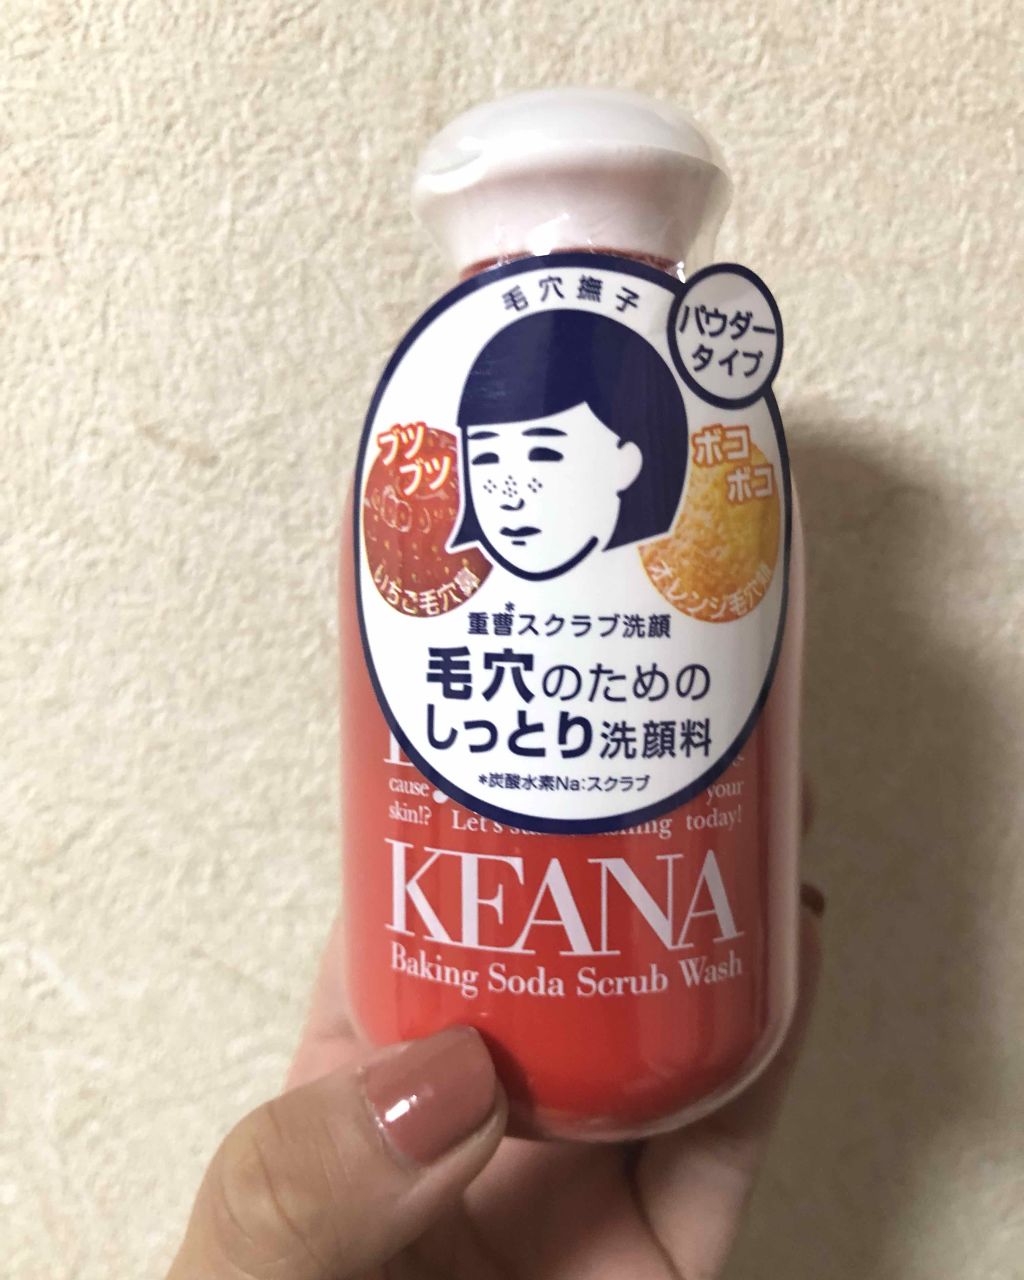 毛穴撫子
パウダー
タイプ
ブツ
ブツ
ボコ
ボコ
いちご毛穴鼻
オレンジ毛穴頬
重曹*スクラブ洗顔
毛穴のための
しっとり洗顔料
*炭酸水素Na:スクラブ
cause your
skin!? Let's today!
KEANA
Baking Soda Scrub Wash